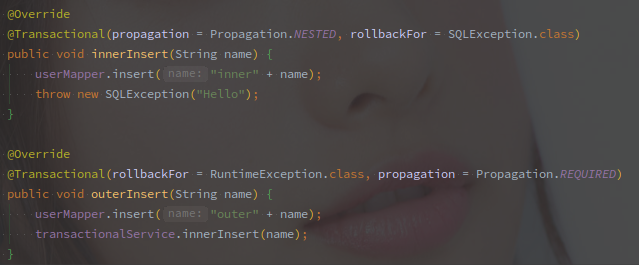 @Override
@Transactional(propagation = Propagation.NESTED, rollbackFor = SQLException.class)
public void innerInsert(String name) {
    userMapper.insert( name: "inner" + name);
    throw new SQLException("Hello");
}

@Override
@Transactional(rollbackFor = RuntimeException.class, propagation = Propagation.REQUIRED)
public void outerInsert(String name) {
    userMapper.insert( name: "outer" + name);
    transactionalService.innerInsert(name);
}